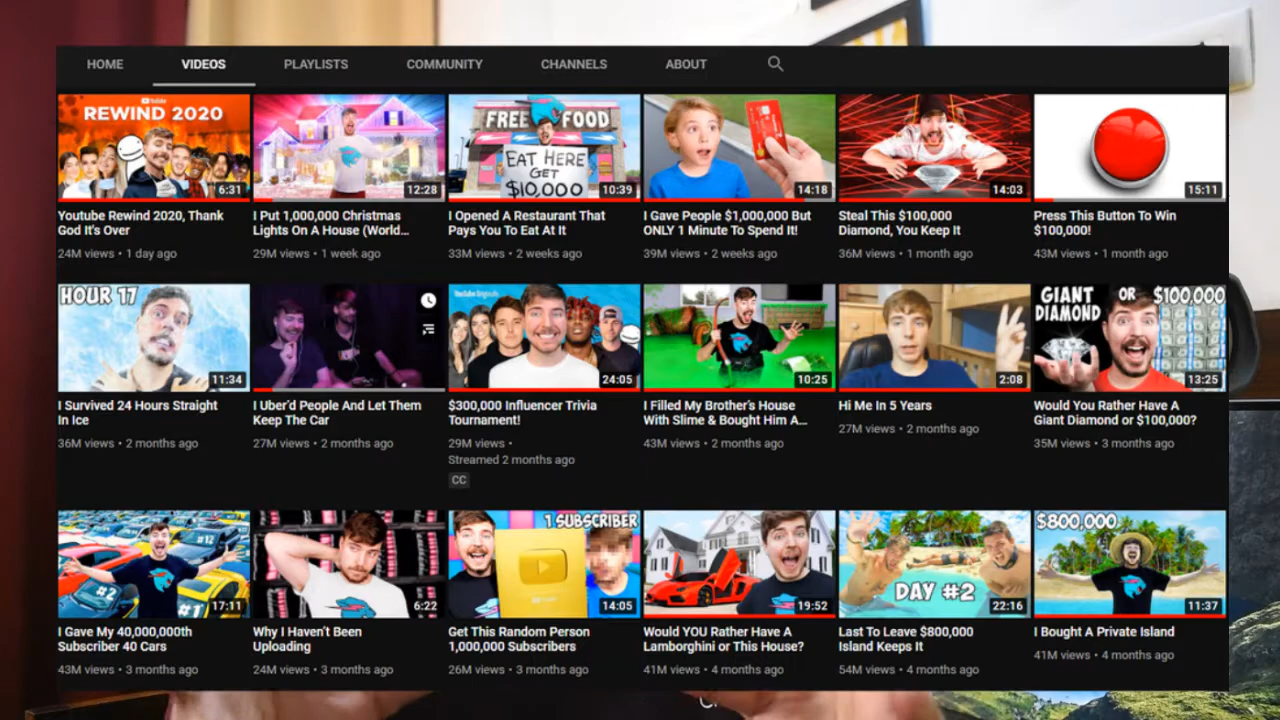 HOME VIDEOS PLAYLISTS COMMUNITY CHANNELS ABOUT
YouTube
REWIND 2020
6:31
12:28
FREE FOOD
EAT HERE
GET
$10,000
10:39
14:18
14:03
15:11
Youtube Rewind 2020, Thank
God It's Over
24M views • 1 day ago
I Put 1,000,000 Christmas
Lights On A House (World...
29M views • 1 week ago
I Opened A Restaurant That
Pays You To Eat At It
33M views • 2 weeks ago
I Gave People $1,000,000 But
ONLY 1 Minute To Spend It!
39M views • 2 weeks ago
Steal This $100,000
Diamond, You Keep It
36M views • 1 month ago
Press This Button To Win
$100,000!
43M views • 1 month ago
HOUR 17
11:34
YouTube Originals
24:05
10:25
2:08
GIANT OR $100,000
DIAMOND
13:25
I Survived 24 Hours Straight
In Ice
36M views • 2 months ago
I Uber'd People And Let Them
Keep The Car
27M views • 2 months ago
$300,000 Influencer Trivia
Tournament!
29M views •
Streamed 2 months ago
CC
I Filled My Brother's House
With Slime & Bought Him A...
43M views • 2 months ago
Hi Me In 5 Years
27M views • 2 months ago
Would You Rather Have A
Giant Diamond or $100,000?
35M views • 3 months ago
#12
#2
#1
17:11
6:22
1 SUBSCRIBER
14:05
19:52
DAY #2
22:16
$800,000
11:37
I Gave My 40,000,000th
Subscriber 40 Cars
43M views • 3 months ago
Why I Haven't Been
Uploading
24M views • 3 months ago
Get This Random Person
1,000,000 Subscribers
26M views • 3 months ago
Would YOU Rather Have A
Lamborghini or This House?
41M views • 4 months ago
Last To Leave $800,000
Island Keeps It
54M views • 4 months ago
I Bought A Private Island
41M views • 4 months ago